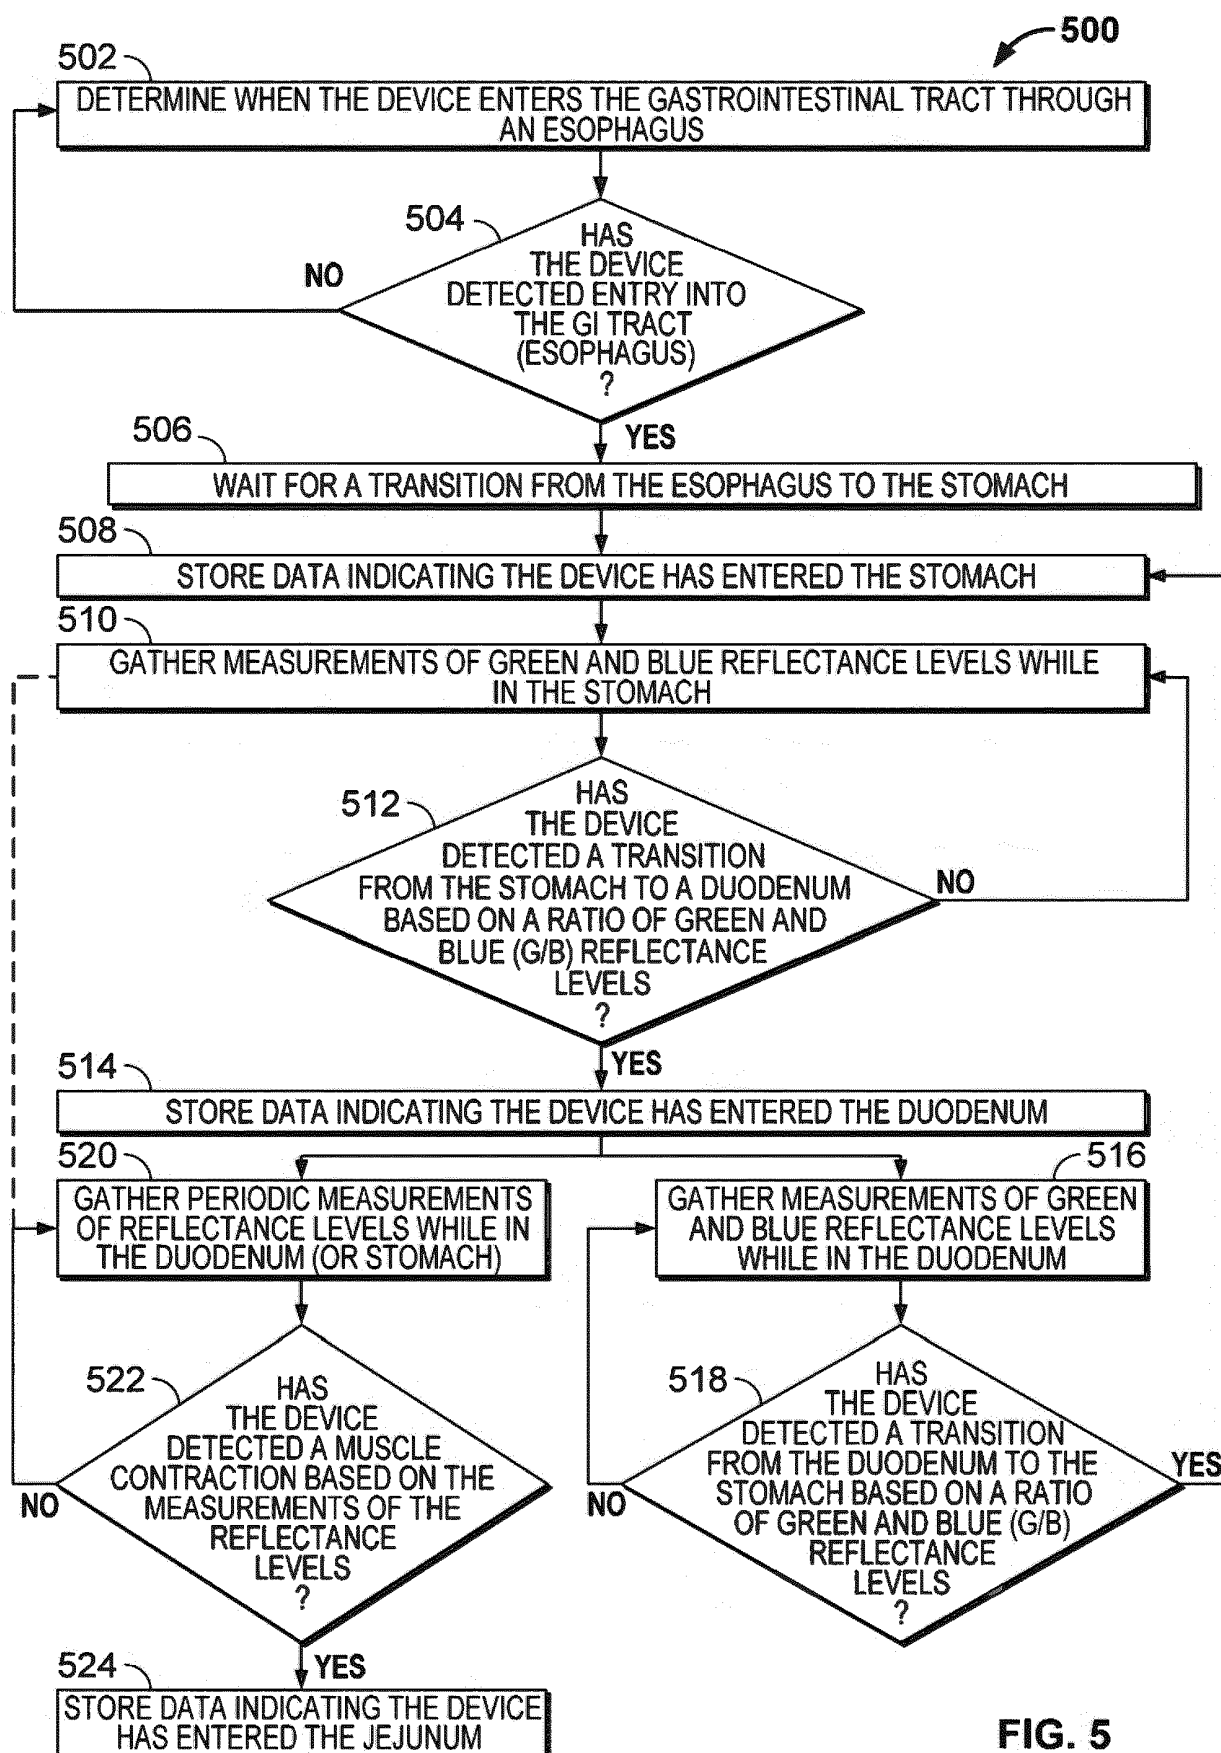 500
502
DETERMINE WHEN THE DEVICE ENTERS THE GASTROINTESTINAL TRACT THROUGH
AN ESOPHAGUS
504
HAS
THE DEVICE
DETECTED ENTRY INTO
THE GI TRACT
(ESOPHAGUS)
?
NO
YES
506
WAIT FOR A TRANSITION FROM THE ESOPHAGUS TO THE STOMACH
508
STORE DATA INDICATING THE DEVICE HAS ENTERED THE STOMACH
510
GATHER MEASUREMENTS OF GREEN AND BLUE REFLECTANCE LEVELS WHILE
IN THE STOMACH
512
HAS
THE DEVICE
DETECTED A TRANSITION
FROM THE STOMACH TO A DUODENUM
BASED ON A RATIO OF GREEN AND
BLUE (G/B) REFLECTANCE
LEVELS
?
NO
YES
514
STORE DATA INDICATING THE DEVICE HAS ENTERED THE DUODENUM
520
GATHER PERIODIC MEASUREMENTS
OF REFLECTANCE LEVELS WHILE IN
THE DUODENUM (OR STOMACH)
516
GATHER MEASUREMENTS OF GREEN
AND BLUE REFLECTANCE LEVELS
WHILE IN THE DUODENUM
522
HAS
THE DEVICE
DETECTED A MUSCLE
CONTRACTION BASED ON THE
MEASUREMENTS OF THE
REFLECTANCE
LEVELS
?
NO
YES
518
HAS
THE DEVICE
DETECTED A TRANSITION
FROM THE DUODENUM TO THE
STOMACH BASED ON A RATIO
OF GREEN AND BLUE (G/B)
REFLECTANCE
LEVELS
?
NO
YES
524
STORE DATA INDICATING THE DEVICE
HAS ENTERED THE JEJUNUM
FIG. 5